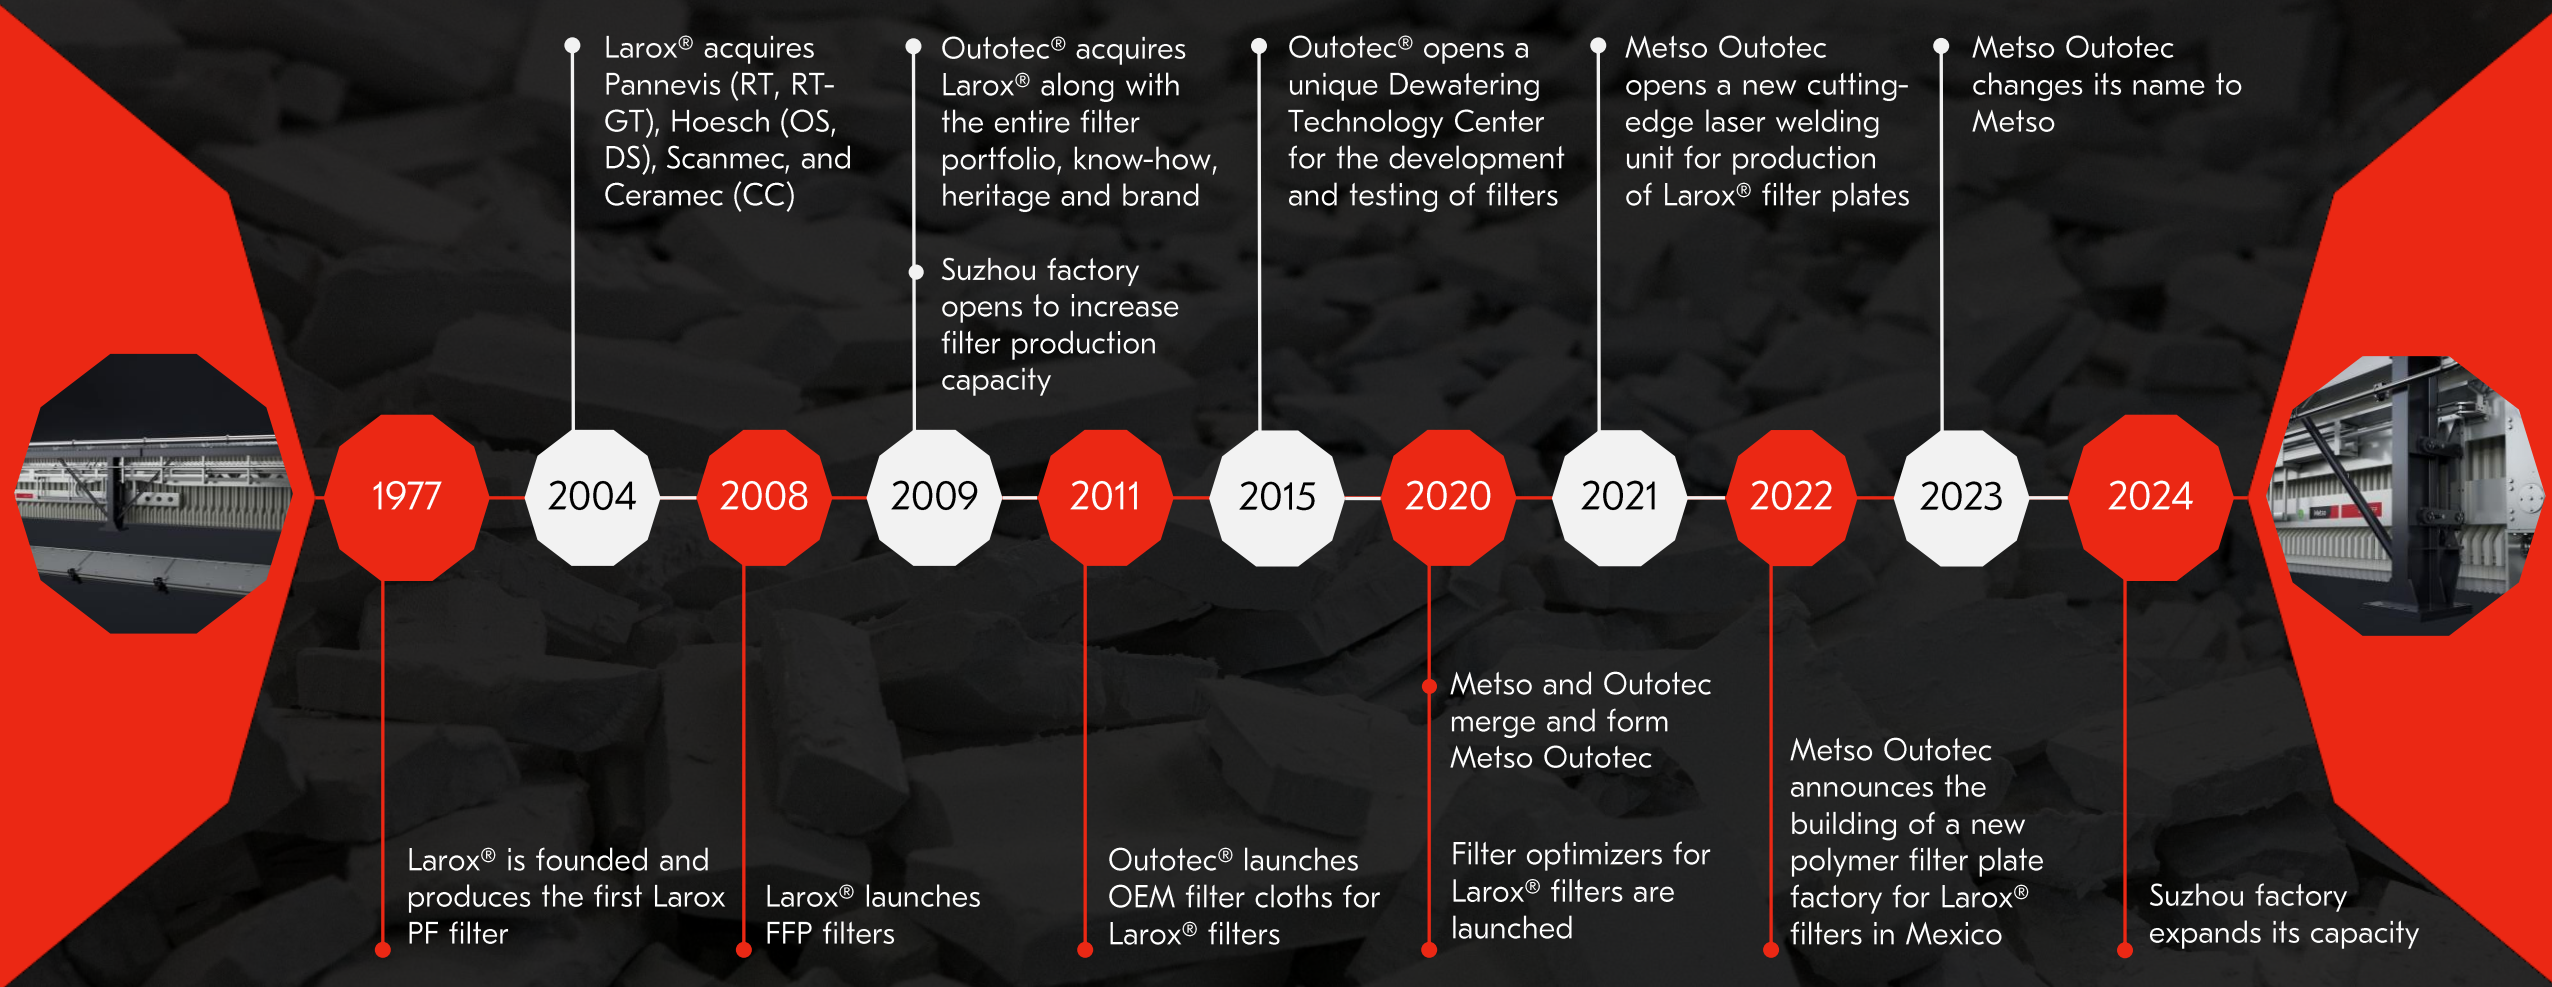 Larox® acquires
Pannevis (RT, RT-
GT), Hoesch (OS,
DS), Scanmec, and
Ceramec (CC)
Outotec® acquires
Larox® along with
the entire filter
portfolio, know-how,
heritage and brand
Suzhou factory
opens to increase
filter production
capacity
Outotec® opens a
unique Dewatering
Technology Center
for the development
and testing of filters
Metso Outotec
opens a new cutting-
edge laser welding
unit for production
of Larox® filter plates
Metso Outotec
changes its name to
Metso
1977
2004
2008
2009
2011
2015
2020
2021
2022
2023
2024
Metso
Larox® is founded and
produces the first Larox
PF filter
Larox® launches
FFP filters
Outotec® launches
OEM filter cloths for
Larox® filters
Metso and Outotec
merge and form
Metso Outotec
Filter optimizers for
Larox® filters are
launched
Metso Outotec
announces the
building of a new
polymer filter plate
factory for Larox®
filters in Mexico
Suzhou factory
expands its capacity